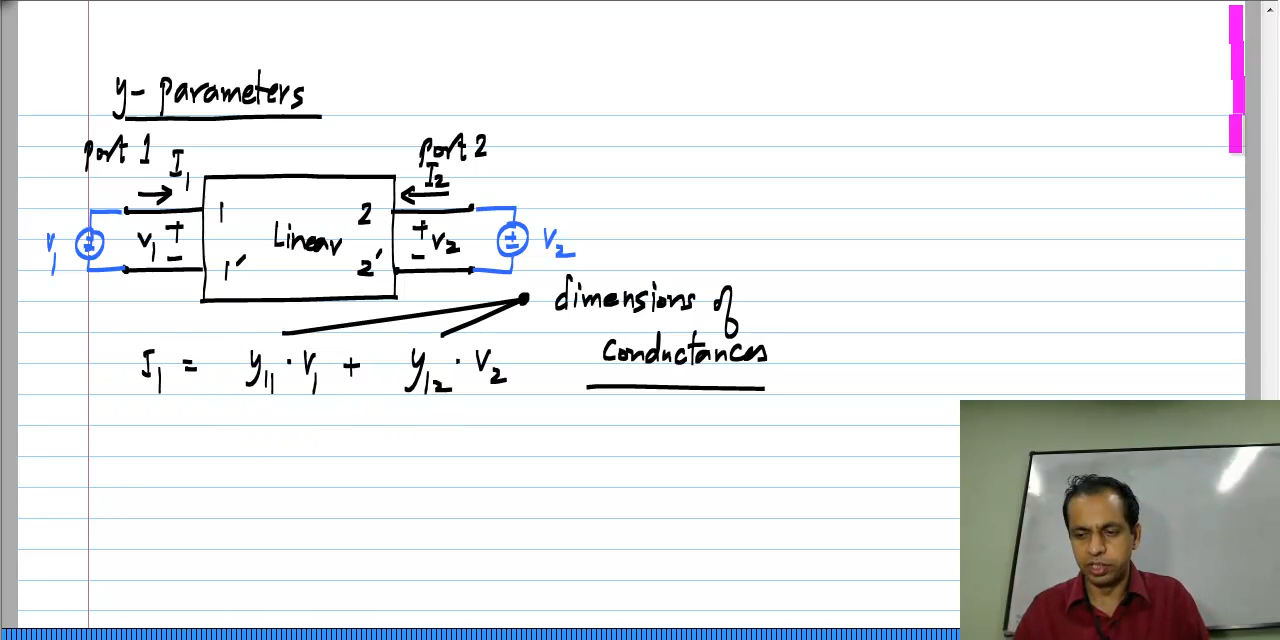 y- parameters
port 1
port 2
I1
I2
1
2
V1
+
-
V1
Linear
+
-
V2
V2
1′
2′
dimensions of
conductances
I1 = y11 · V1 + y12 · V2